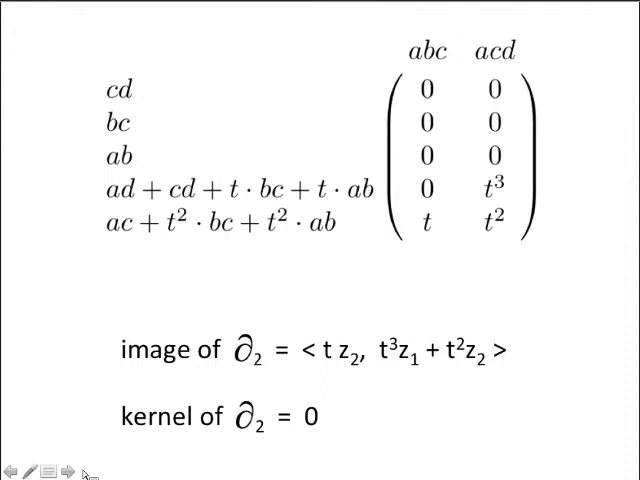 abc acd
cd 0 0
bc 0 0
ab 0 0
ad + cd + t · bc + t · ab 0 t³
ac + t² · bc + t² · ab t t²
image of ∂₂ = < t z₂, t³z₁ + t²z₂ >
kernel of ∂₂ = 0